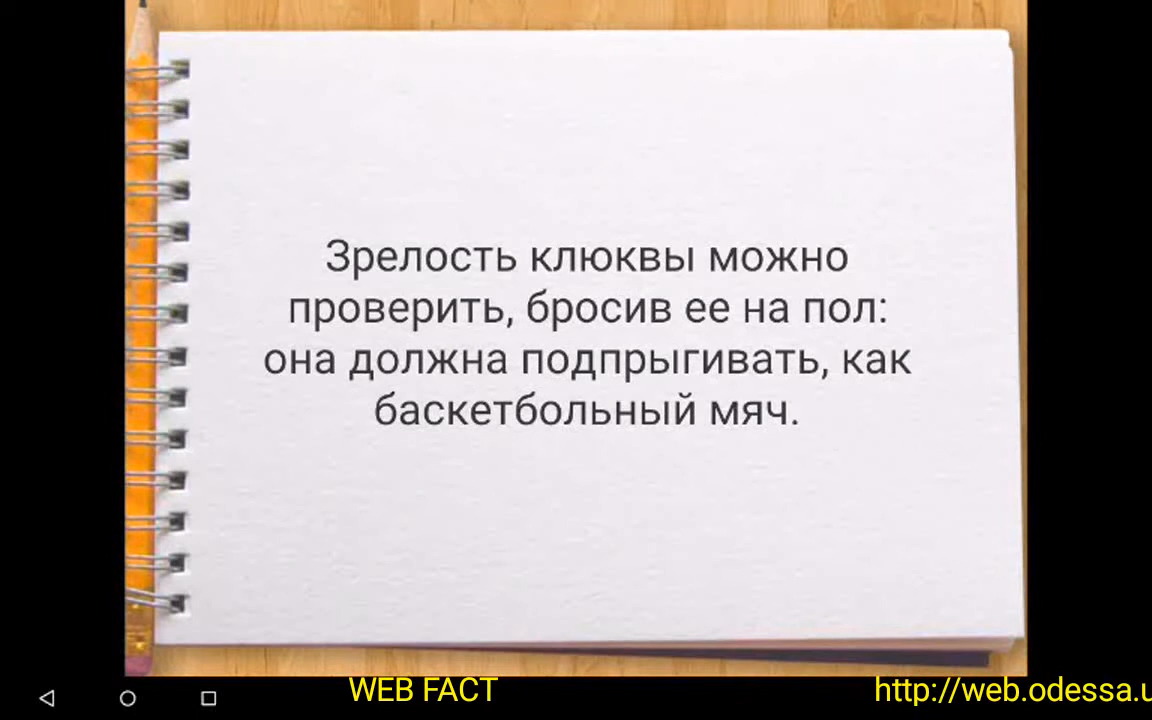 Зрелость клюквы можно
проверить, бросив ее на пол:
она должна подпрыгивать, как
баскетбольный мяч.
WEB FACT
http://web.odessa.u